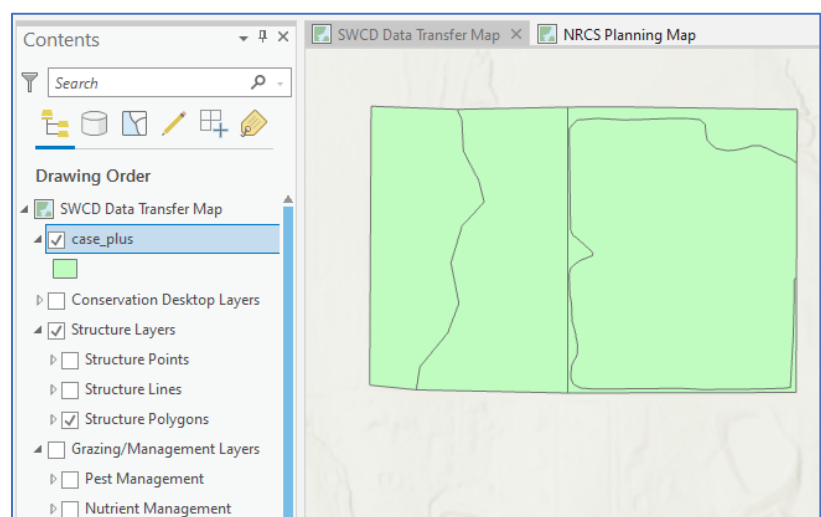 Contents
SWCD Data Transfer Map
NRCS Planning Map
Search
Drawing Order
SWCD Data Transfer Map
case_plus
Conservation Desktop Layers
Structure Layers
Structure Points
Structure Lines
Structure Polygons
Grazing/Management Layers
Pest Management
Nutrient Management